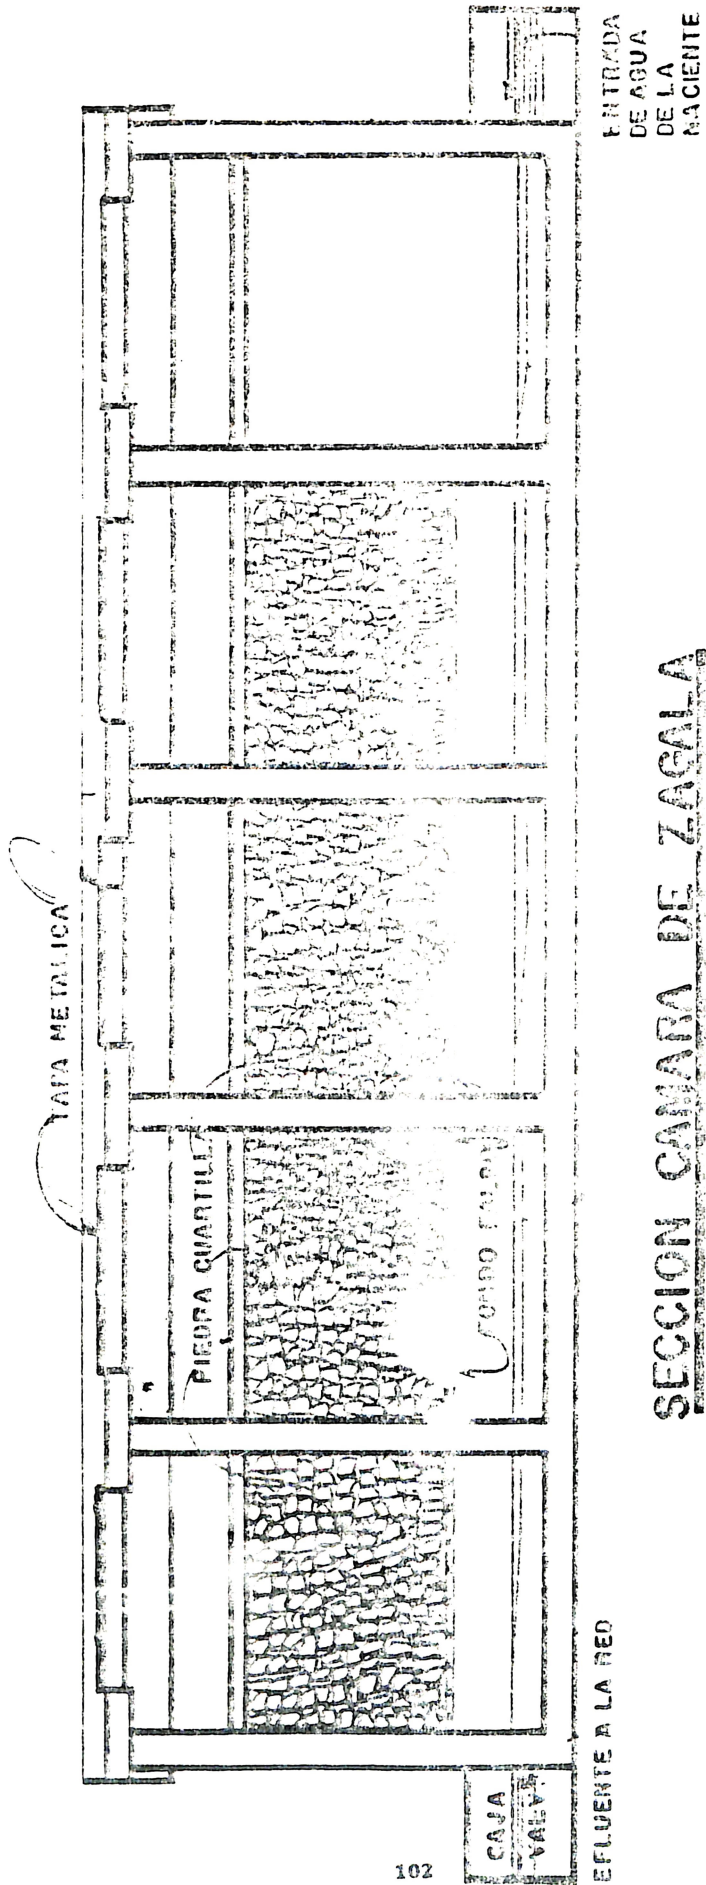 TAPA METALICA
PIEDRA CUARTILLA
FONDO FALSO
CAJA
VALV.
EFLUENTE A LA RED
ENTRADA
DE AGUA
DE LA
NACIENTE
SECCION CAMARA DE ZAGALA
102